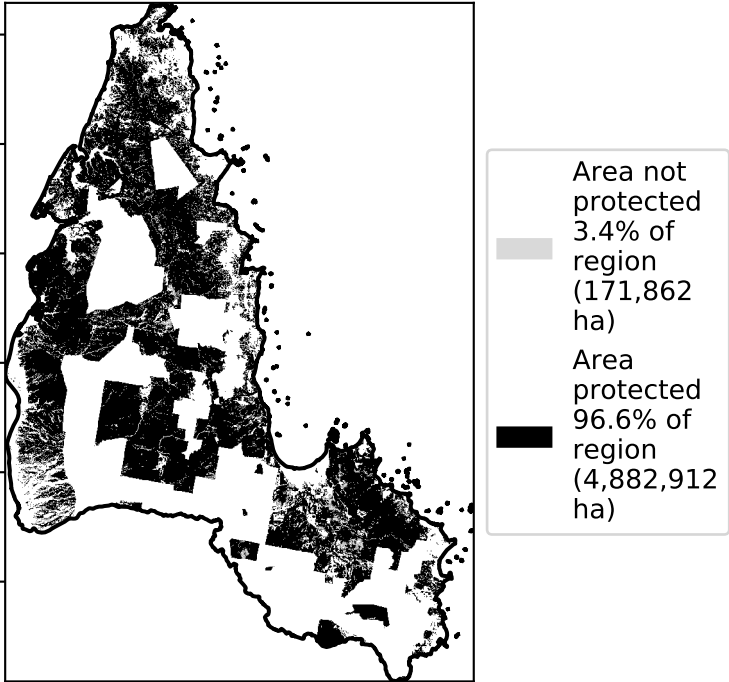 Area not
protected
3.4% of
region
(171,862
ha)
Area
protected
96.6% of
region
(4,882,912
ha)